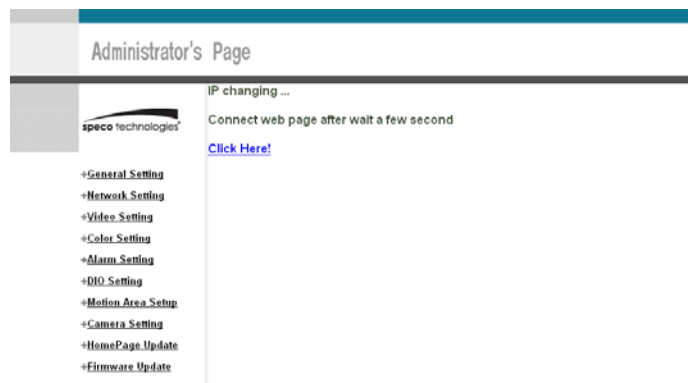 Administrator's Page
IP changing ...
Connect web page after wait a few second
Click Here!
speco technologies
+General Setting
+Network Setting
+Video Setting
+Color Setting
+Alarm Setting
+DIO Setting
+Motion Area Setup
+Camera Setting
+HomePage Update
+Firmware Update